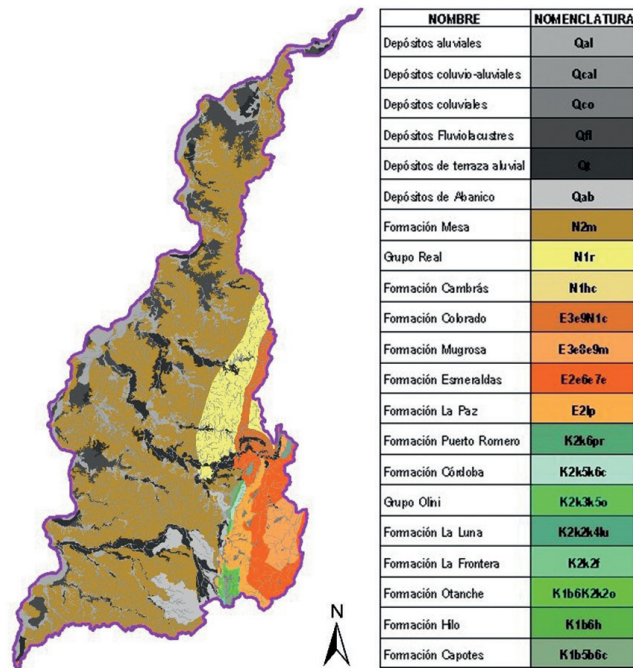 NOMBRE NOMENCLATURA
Depósitos aluviales Qal
Depósitos coluvio-aluviales Qcal
Depósitos coluviales Qco
Depósitos Fluviolacustres Qfl
Depósitos de terraza aluvial Qt
Depósitos de Abanico Qab
Formación Mesa N2m
Grupo Real N1r
Formación Cambrás N1hc
Formación Colorado E3e9N1c
Formación Mugrosa E3e8e9m
Formación Esmeraldas E2e6e7e
Formación La Paz E2lp
Formación Puerto Romero K2k6pr
Formación Córdoba K2k5k6c
Grupo Olini K2k3k5o
Formación La Luna K2k2k4lu
Formación La Frontera K2k2f
Formación Otanche K1b6K2k2o
Formación Hilo K1b6h
Formación Capotes K1b5b6c
N